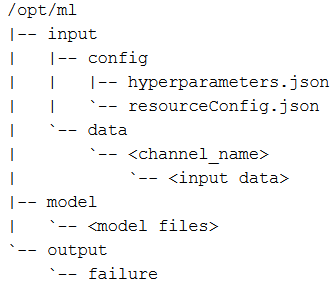 /opt/ml
|-- input
|   |-- config
|   |   |-- hyperparameters.json
|   |   `-- resourceConfig.json
|   `-- data
|       `-- <channel_name>
|           `-- <input data>
|-- model
|   `-- <model files>
`-- output
    `-- failure